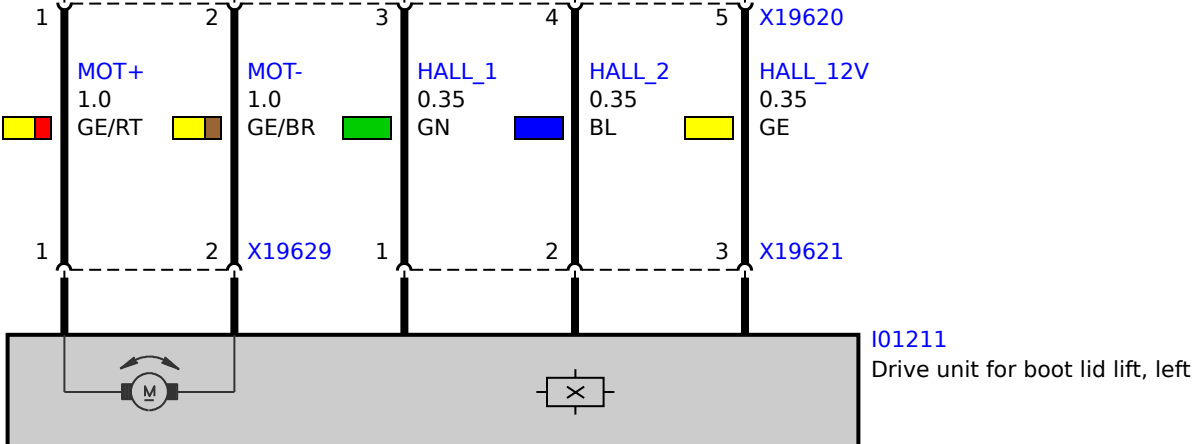 1 2 3 4 5 X19620
MOT+ MOT- HALL_1 HALL_2 HALL_12V
1.0 1.0 0.35 0.35 0.35
GE/RT GE/BR GN BL GE
1 2 X19629 1 2 3 X19621
I01211
Drive unit for boot lid lift, left
M